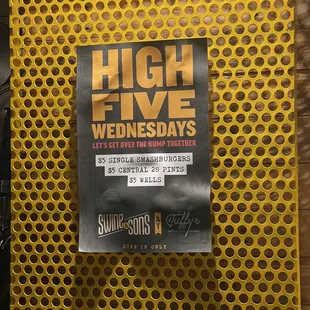 HIGH
FIVE
WEDNESDAYS
LET'S GET OVER THE HUMP TOGETHER
$5 SINGLE SMASHBURGERS
$5 CENTRAL 28 PINTS
$5 WELLS
SWINE & SONS
DINE IN ONLY